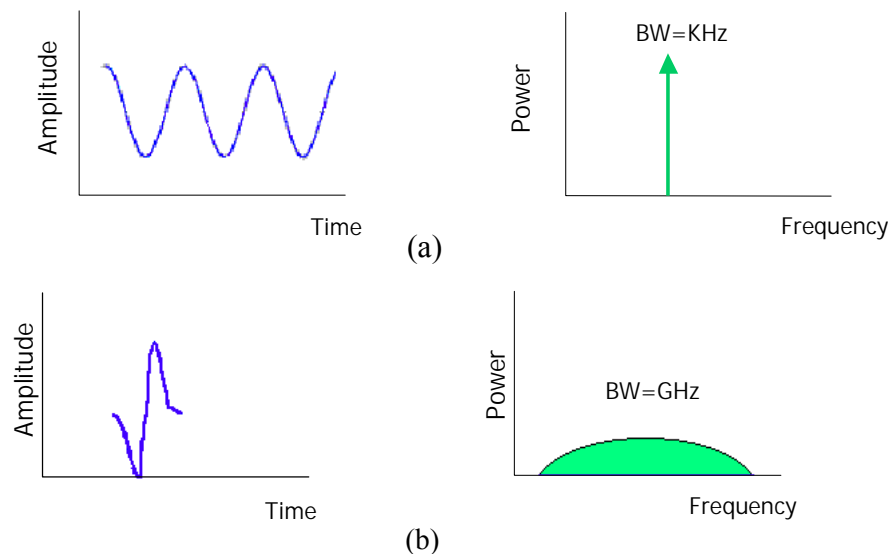 Amplitude
Time
BW=KHz
Power
Frequency
(a)
Amplitude
Time
BW=GHz
Power
Frequency
(b)